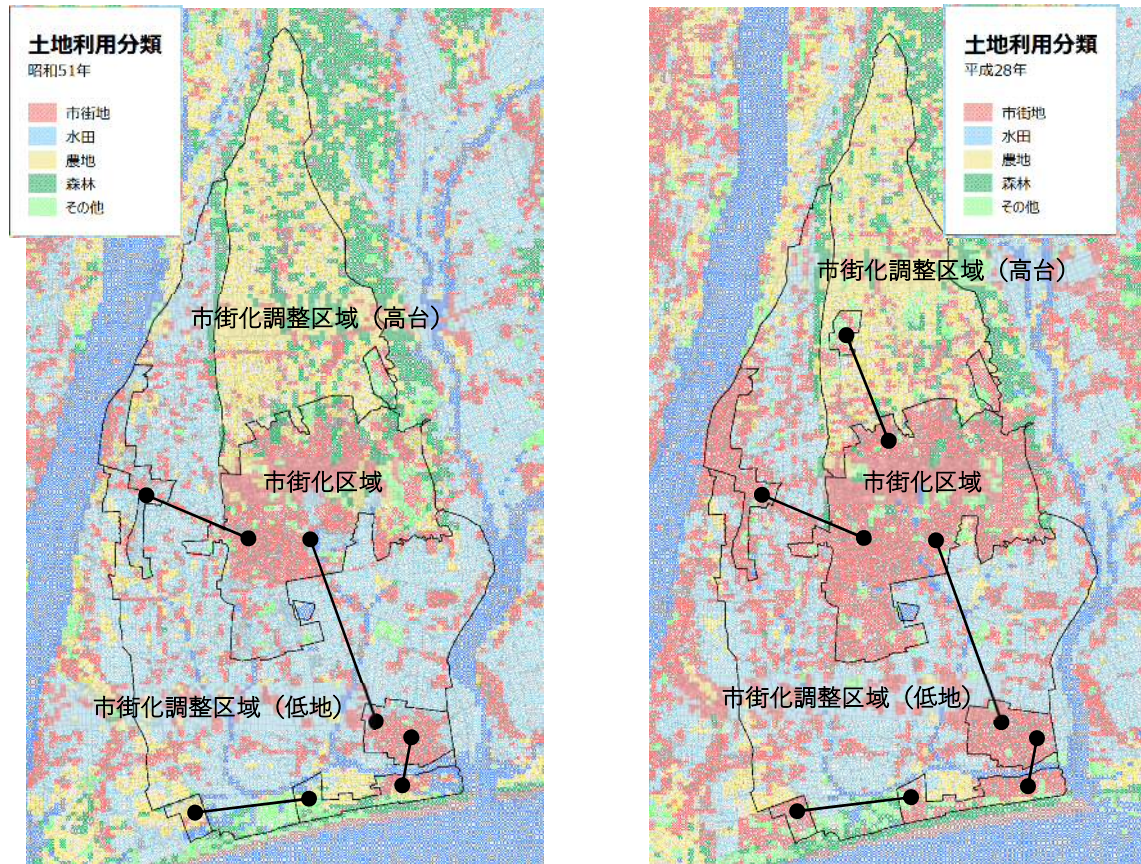 土地利用分類
昭和51年
市街地
水田
農地
森林
その他
市街化調整区域（高台）
市街化区域
市街化調整区域（低地）
土地利用分類
平成28年
市街地
水田
農地
森林
その他
市街化調整区域（高台）
市街化区域
市街化調整区域（低地）